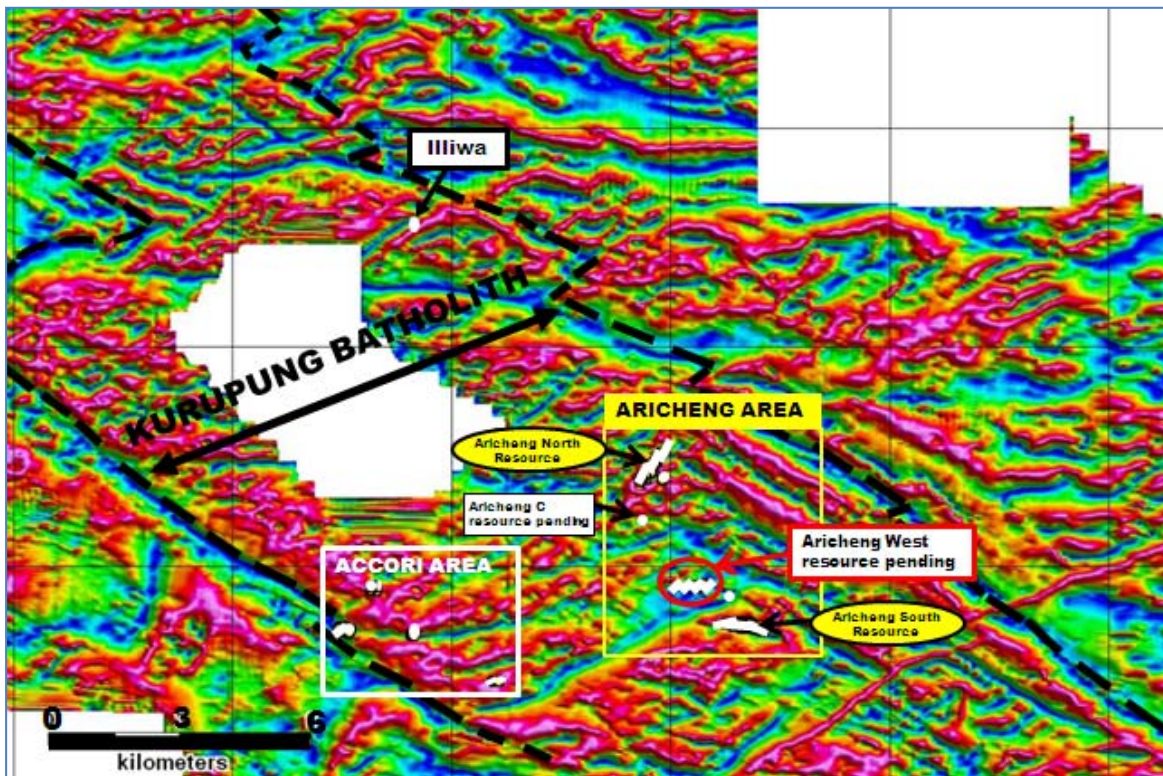 Illiwa
KURUPUNG BATHOLITH
ARICHENG AREA
Aricheng North
Resource
Aricheng C
resource pending
Aricheng West
resource pending
ACCORI AREA
Aricheng South
Resource
0 3 6
kilometers